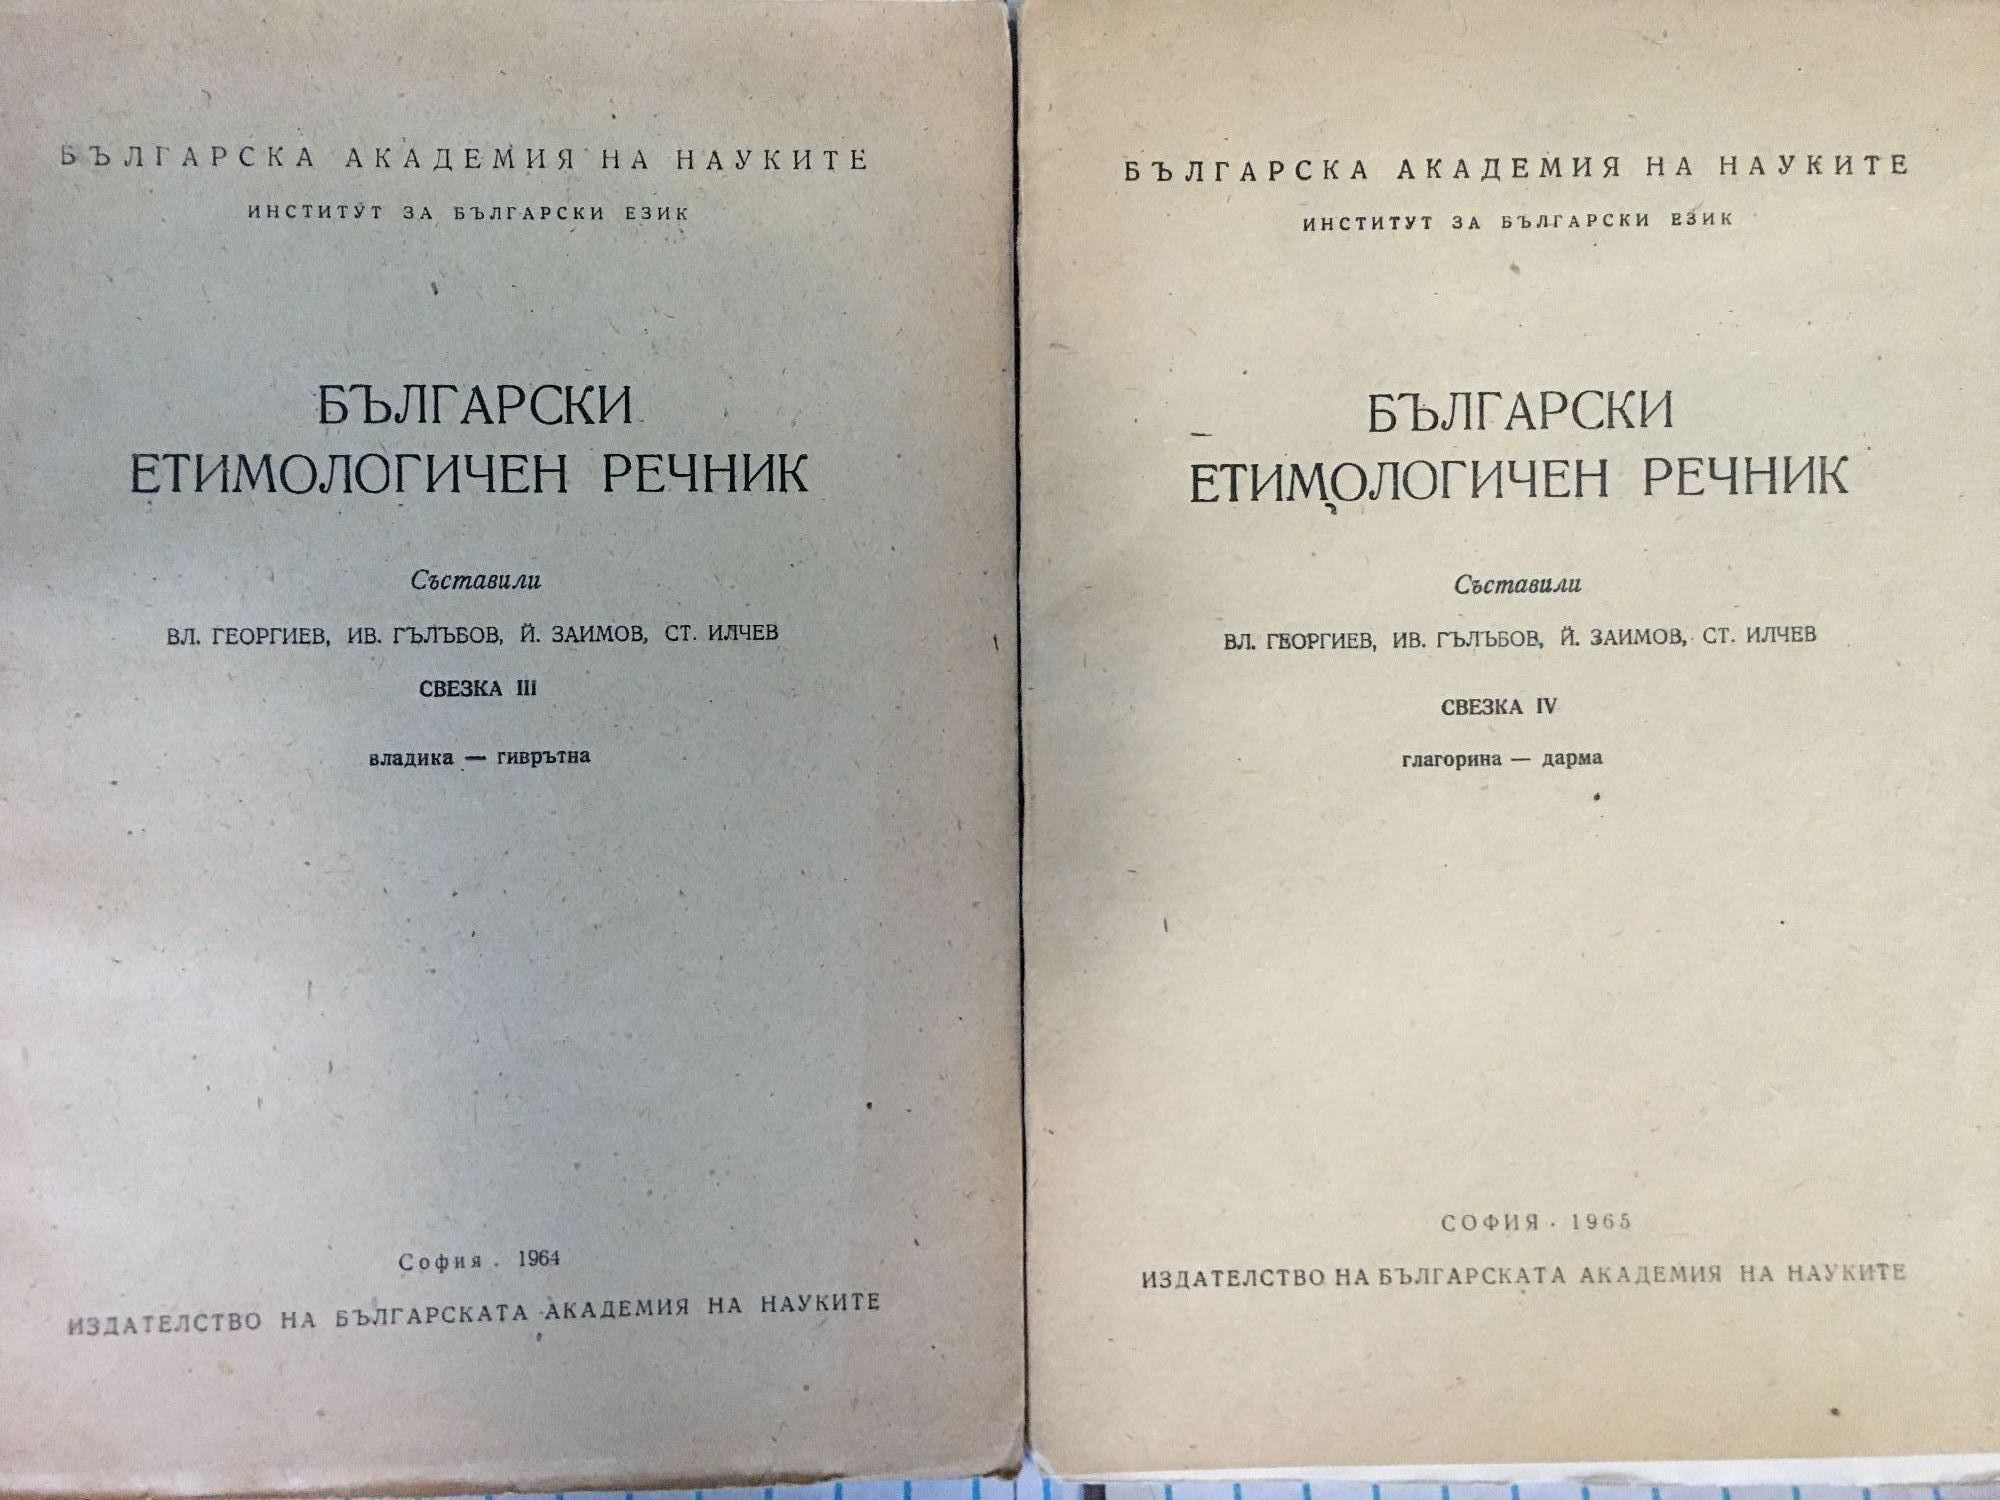 БЪЛГАРСКА АКАДЕМИЯ НА НАУКИТЕ
ИНСТИТУТ ЗА БЪЛГАРСКИ ЕЗИК
БЪЛГАРСКИ
ЕТИМОЛОГИЧЕН РЕЧНИК
Съставили
ВЛ. ГЕОРГИЕВ, ИВ. ГЪЛЪБОВ, Й. ЗАИМОВ, СТ. ИЛЧЕВ
СВЕЗКА III
владика — гиврътна
София . 1964
ИЗДАТЕЛСТВО НА БЪЛГАРСКАТА АКАДЕМИЯ НА НАУКИТЕ
БЪЛГАРСКА АКАДЕМИЯ НА НАУКИТЕ
ИНСТИТУТ ЗА БЪЛГАРСКИ ЕЗИК
БЪЛГАРСКИ
ЕТИМОЛОГИЧЕН РЕЧНИК
Съставили
ВЛ. ГЕОРГИЕВ, ИВ. ГЪЛЪБОВ, Й. ЗАИМОВ, СТ. ИЛЧЕВ
СВЕЗКА IV
глагорина — дарма
СОФИЯ · 1965
ИЗДАТЕЛСТВО НА БЪЛГАРСКАТА АКАДЕМИЯ НА НАУКИТЕ